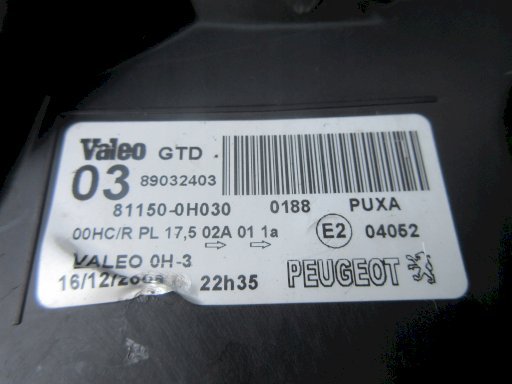 Valeo GTD .
03 89032403
81150-0H030 0188 PUXA
00HC/R PL 17,5 02A 01 1a E2 04052
VALEO 0H-3
22h35 PEUGEOT